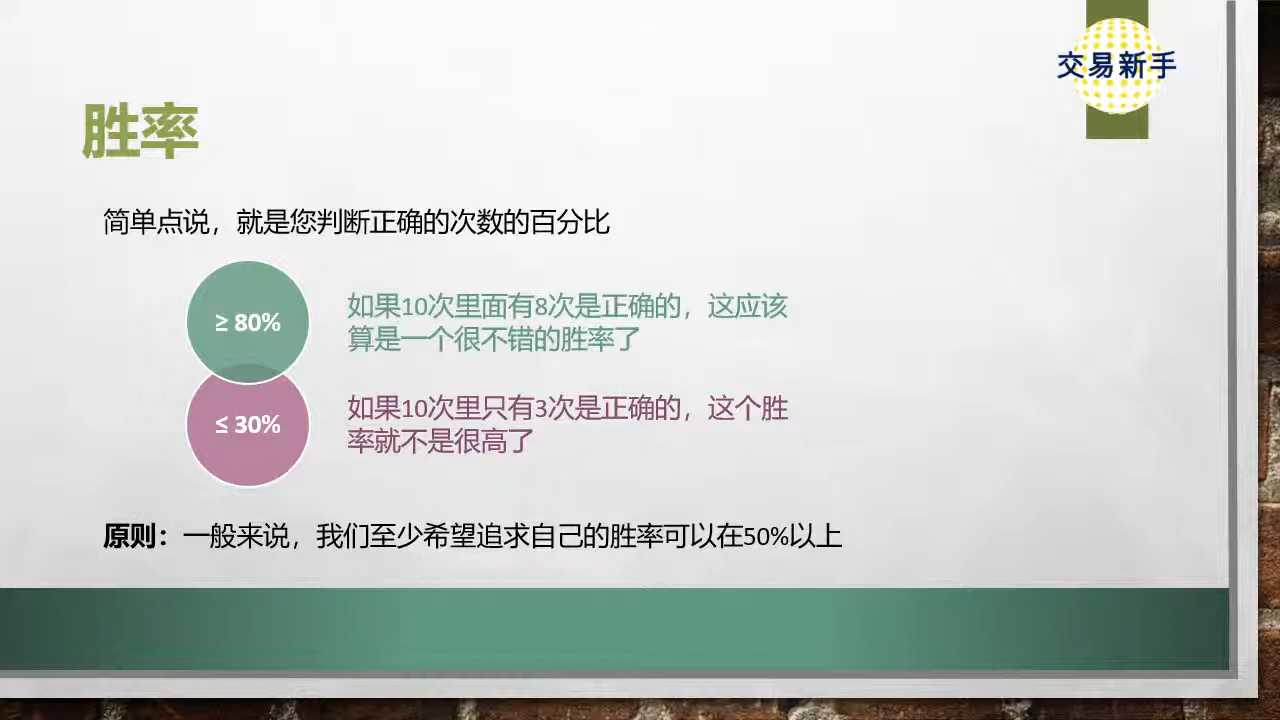 交易新手
胜率
简单点说，就是您判断正确的次数的百分比
≥ 80%
如果10次里面有8次是正确的，这应该
算是一个很不错的胜率了
≤ 30%
如果10次里只有3次是正确的，这个胜
率就不是很高了
原则：一般来说，我们至少希望追求自己的胜率可以在50%以上